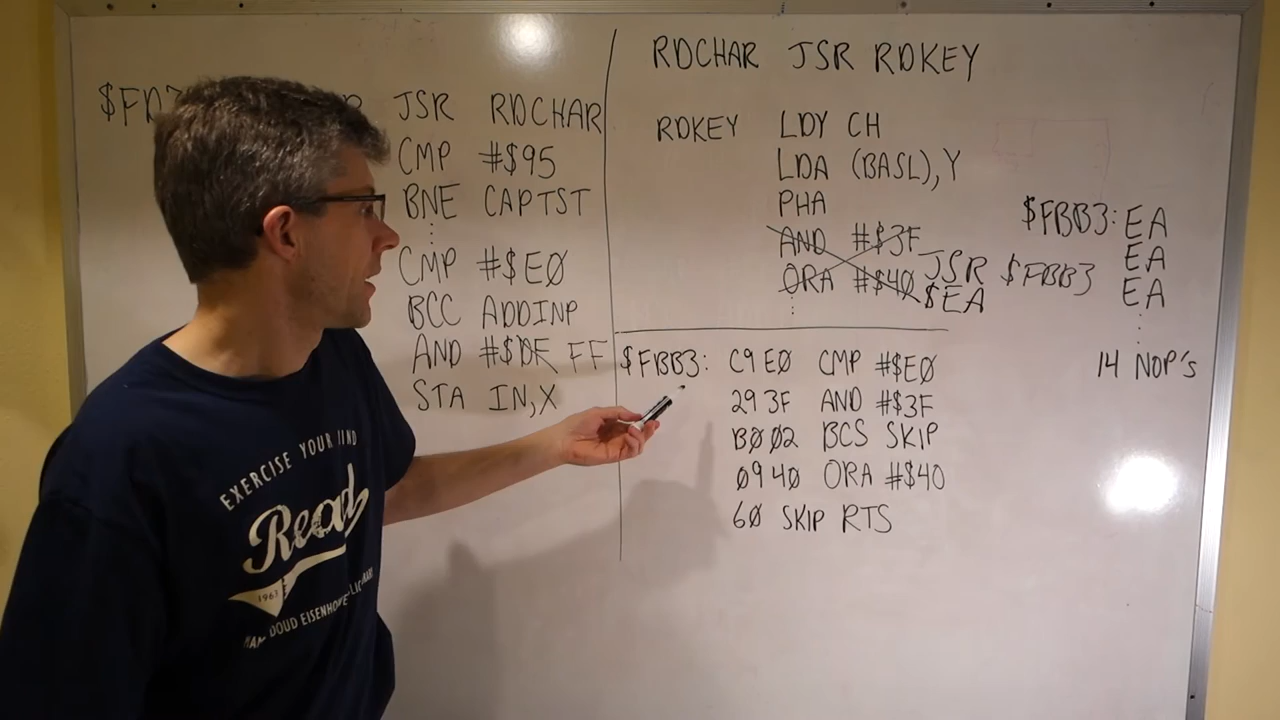 JSR RDCHAR
CMP #$95
BNE CAPTST
CMP #$E0
BCC ADDINP
AND #$DF FF
STA IN,X
RDCHAR JSR RDKEY
RDKEY LDY CH
LDA (BASL),Y
PHA
AND #$3F
ORA #$40 JSR $FBB3
$EA
$FBB3: EA
EA
EA
14 NOP's
$FBB3: C9 E0 CMP #$E0
29 3F AND #$3F
B0 02 BCS SKIP
09 40 ORA #$40
60 SKIP RTS
EXERCISE YOUR
Read
1963